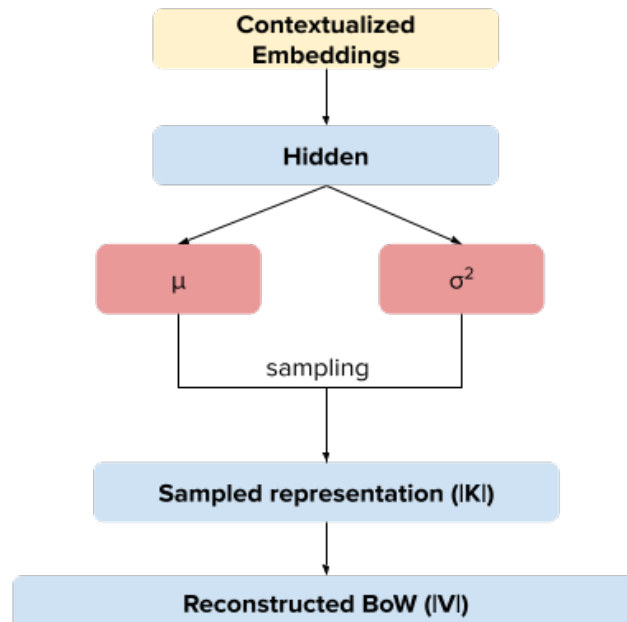 Contextualized
Embeddings
Hidden
μ
σ²
sampling
Sampled representation (|K|)
Reconstructed BoW (|V|)